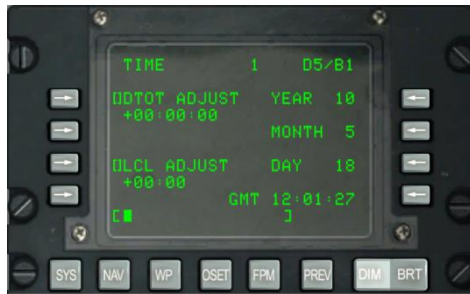 TIME 1 D5/B1
[]DTOT ADJUST YEAR 10
+00:00:00
MONTH 5
[]LCL ADJUST DAY 18
+00:00
GMT 12:01:27
[ ]
SYS NAV WP OSET FPM PREV DIM BRT